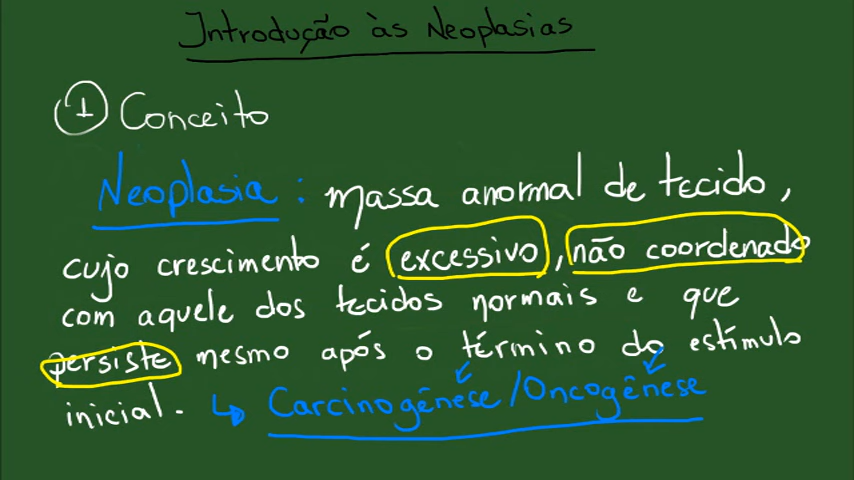 Introdução às Neoplasias
1 Conceito
Neoplasia: massa anormal de tecido,
cujo crescimento é excessivo, não coordenado
com aquele dos tecidos normais e que
persiste mesmo após o término do estímulo
inicial. ↳ Carcinogênese/Oncogênese